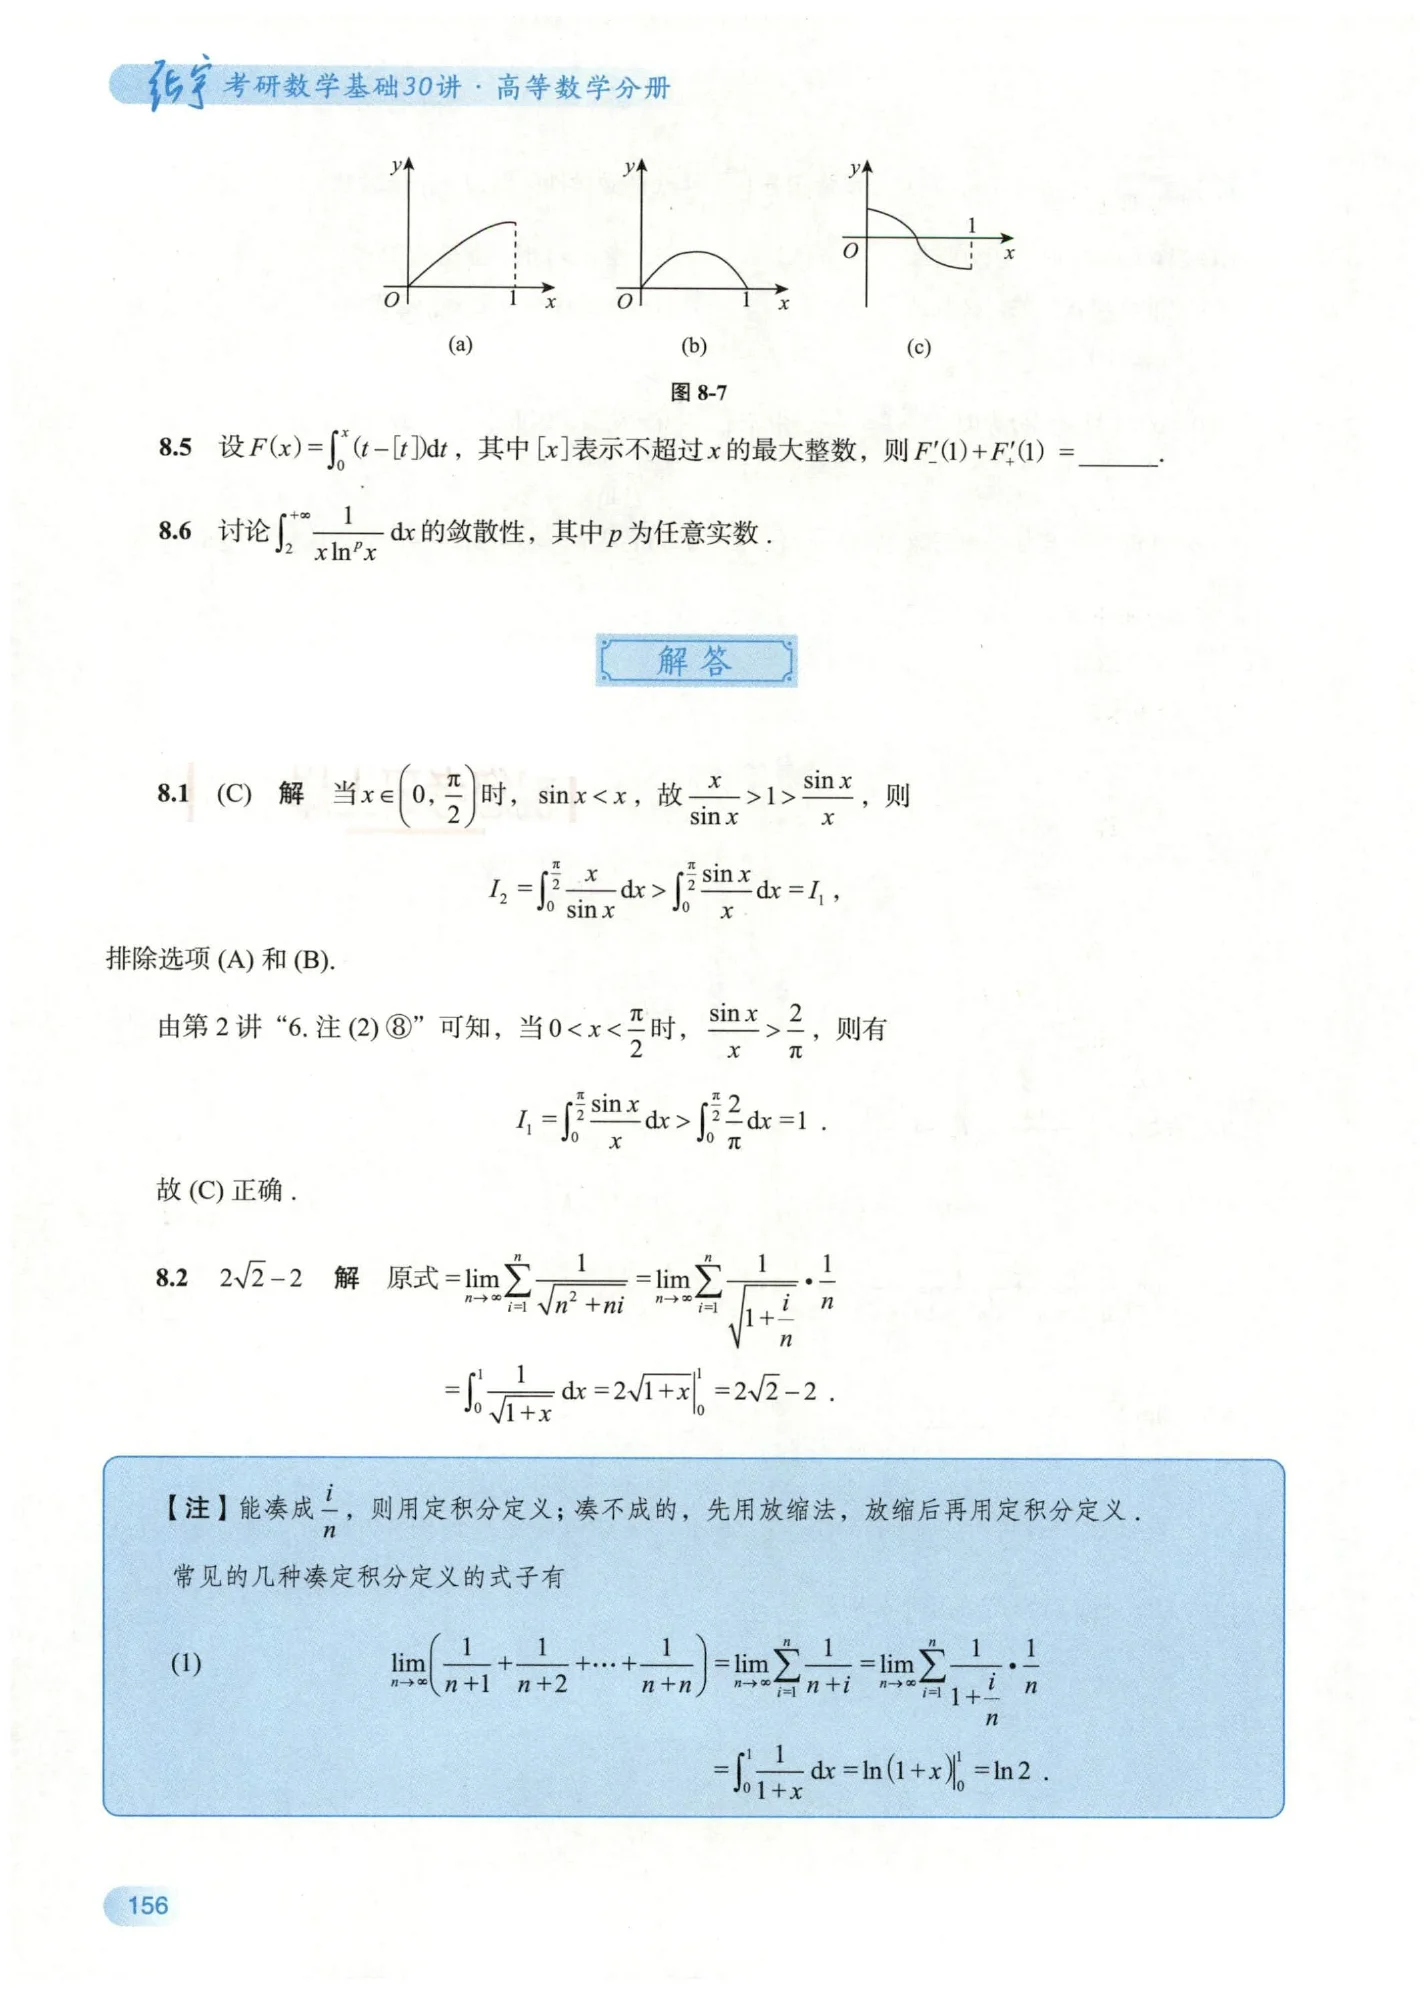 张宇 考研数学基础30讲·高等数学分册
y y y
1
O 1 x O 1 x O x
(a) (b) (c)
图 8-7
8.5 设 $F(x)=\int_0^x (t-[t])dt$，其中 $[x]$ 表示不超过 $x$ 的最大整数，则 $F'_-(1)+F'_+(1)$ = ______.
8.6 讨论 $\int_2^{+\infty} \frac{1}{x\ln^p x}dx$ 的敛散性，其中 $p$ 为任意实数．
解答
8.1 (C) 解 当 $x\in\left(0,\frac{\pi}{2}\right)$ 时，$\sin x<x$，故 $\frac{x}{\sin x}>1>\frac{\sin x}{x}$，则
$I_2=\int_0^{\frac{\pi}{2}}\frac{x}{\sin x}dx>\int_0^{\frac{\pi}{2}}\frac{\sin x}{x}dx=I_1$，
排除选项 (A) 和 (B).
由第 2 讲“6. 注 (2) ⑧”可知，当 $0<x<\frac{\pi}{2}$ 时，$\frac{\sin x}{x}>\frac{2}{\pi}$，则有
$I_1=\int_0^{\frac{\pi}{2}}\frac{\sin x}{x}dx>\int_0^{\frac{\pi}{2}}\frac{2}{\pi}dx=1$．
故 (C) 正确．
8.2 $2\sqrt{2}-2$ 解 原式 $=\lim_{n\to\infty}\sum_{i=1}^{n}\frac{1}{\sqrt{n^2+ni}}=\lim_{n\to\infty}\sum_{i=1}^{n}\frac{1}{\sqrt{1+\frac{i}{n}}}\cdot\frac{1}{n}$
$=\int_0^1\frac{1}{\sqrt{1+x}}dx=2\sqrt{1+x}\Big|_0^1=2\sqrt{2}-2$．
【注】能凑成 $\frac{i}{n}$，则用定积分定义；凑不成的，先用放缩法，放缩后再用定积分定义．
常见的几种凑定积分定义的式子有
(1) $\lim_{n\to\infty}\left(\frac{1}{n+1}+\frac{1}{n+2}+\cdots+\frac{1}{n+n}\right)=\lim_{n\to\infty}\sum_{i=1}^{n}\frac{1}{n+i}=\lim_{n\to\infty}\sum_{i=1}^{n}\frac{1}{1+\frac{i}{n}}\cdot\frac{1}{n}$
$=\int_0^1\frac{1}{1+x}dx=\ln(1+x)\Big|_0^1=\ln 2$．
156